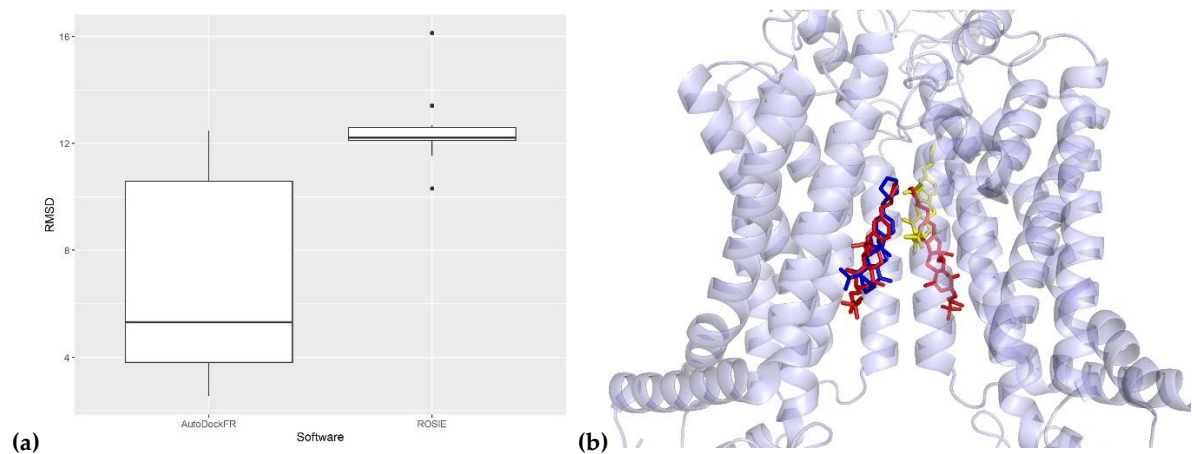 16
12
8
4
RMSD
AutoDockFR
ROSIE
Software
(a)
(b)